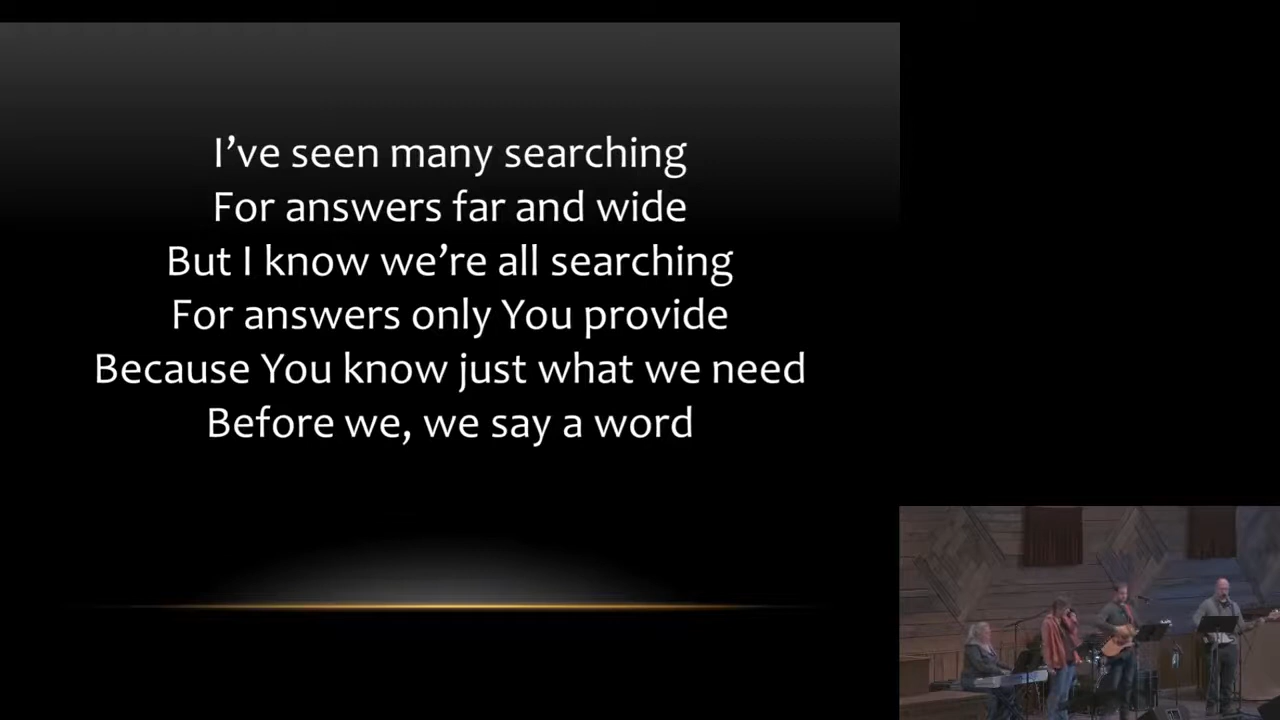 I’ve seen many searching
For answers far and wide
But I know we’re all searching
For answers only You provide
Because You know just what we need
Before we, we say a word